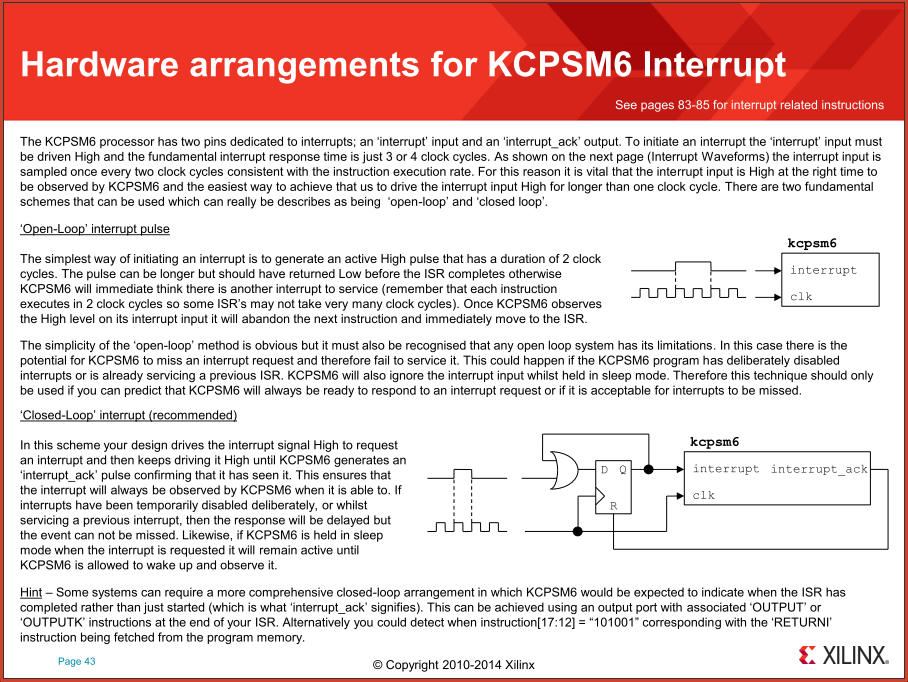 Hardware arrangements for KCPSM6 Interrupt
See pages 83-85 for interrupt related instructions
The KCPSM6 processor has two pins dedicated to interrupts; an ‘interrupt’ input and an ‘interrupt_ack’ output. To initiate an interrupt the ‘interrupt’ input must
be driven High and the fundamental interrupt response time is just 3 or 4 clock cycles. As shown on the next page (Interrupt Waveforms) the interrupt input is
sampled once every two clock cycles consistent with the instruction execution rate. For this reason it is vital that the interrupt input is High at the right time to
be observed by KCPSM6 and the easiest way to achieve that us to drive the interrupt input High for longer than one clock cycle. There are two fundamental
schemes that can be used which can really be describes as being ‘open-loop’ and ‘closed loop’.
‘Open-Loop’ interrupt pulse
The simplest way of initiating an interrupt is to generate an active High pulse that has a duration of 2 clock
cycles. The pulse can be longer but should have returned Low before the ISR completes otherwise
KCPSM6 will immediate think there is another interrupt to service (remember that each instruction
executes in 2 clock cycles so some ISR’s may not take very many clock cycles). Once KCPSM6 observes
the High level on its interrupt input it will abandon the next instruction and immediately move to the ISR.
kcpsm6
interrupt
clk
The simplicity of the ‘open-loop’ method is obvious but it must also be recognised that any open loop system has its limitations. In this case there is the
potential for KCPSM6 to miss an interrupt request and therefore fail to service it. This could happen if the KCPSM6 program has deliberately disabled
interrupts or is already servicing a previous ISR. KCPSM6 will also ignore the interrupt input whilst held in sleep mode. Therefore this technique should only
be used if you can predict that KCPSM6 will always be ready to respond to an interrupt request or if it is acceptable for interrupts to be missed.
‘Closed-Loop’ interrupt (recommended)
In this scheme your design drives the interrupt signal High to request
an interrupt and then keeps driving it High until KCPSM6 generates an
‘interrupt_ack’ pulse confirming that it has seen it. This ensures that
the interrupt will always be observed by KCPSM6 when it is able to. If
interrupts have been temporarily disabled deliberately, or whilst
servicing a previous interrupt, then the response will be delayed but
the event can not be missed. Likewise, if KCPSM6 is held in sleep
mode when the interrupt is requested it will remain active until
KCPSM6 is allowed to wake up and observe it.
kcpsm6
D Q
interrupt interrupt_ack
clk
R
Hint – Some systems can require a more comprehensive closed-loop arrangement in which KCPSM6 would be expected to indicate when the ISR has
completed rather than just started (which is what ‘interrupt_ack’ signifies). This can be achieved using an output port with associated ‘OUTPUT’ or
‘OUTPUTK’ instructions at the end of your ISR. Alternatively you could detect when instruction[17:12] = “101001” corresponding with the ‘RETURNI’
instruction being fetched from the program memory.
Page 43
© Copyright 2010-2014 Xilinx
XILINX®